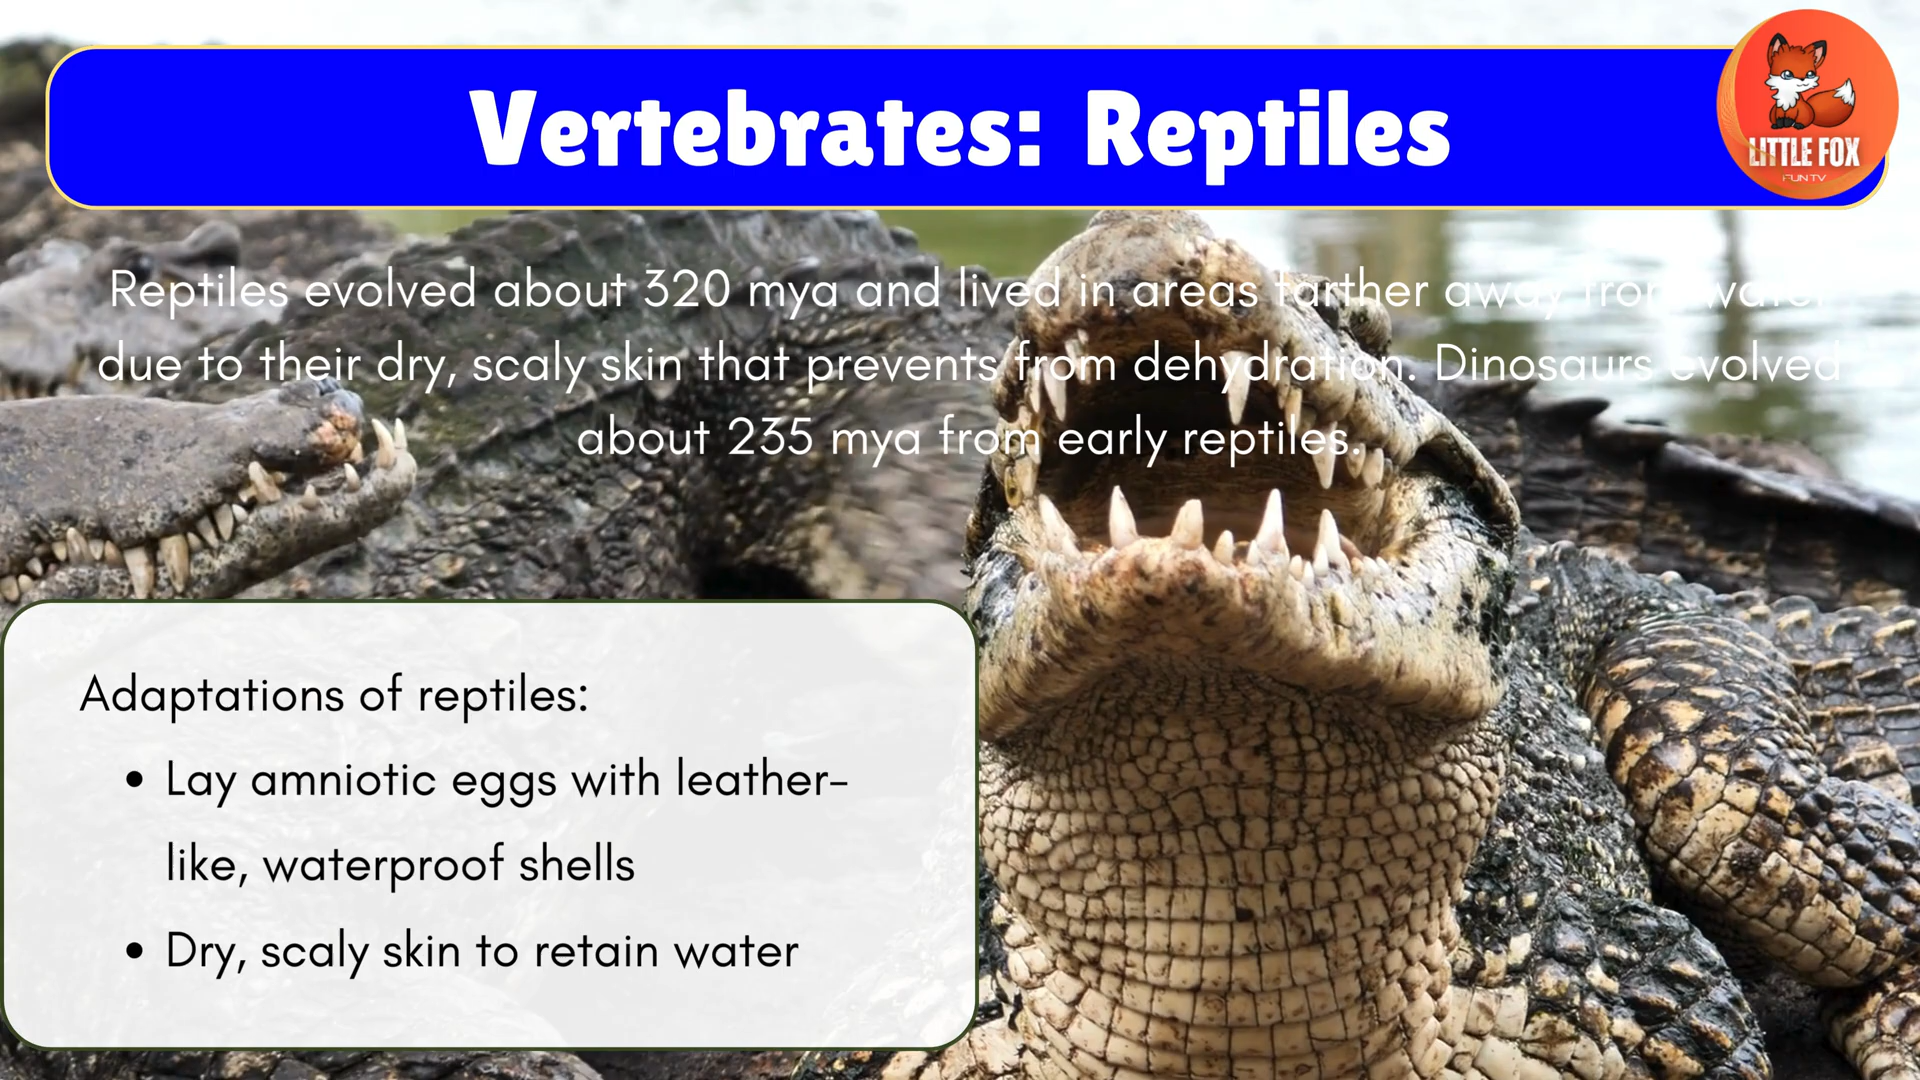 Vertebrates: Reptiles
LITTLE FOX
FUN TV
Reptiles evolved about 320 mya and lived in areas farther away from water
due to their dry, scaly skin that prevents from dehydration. Dinosaurs evolved
about 235 mya from early reptiles.
Adaptations of reptiles:
• Lay amniotic eggs with leather-
like, waterproof shells
• Dry, scaly skin to retain water